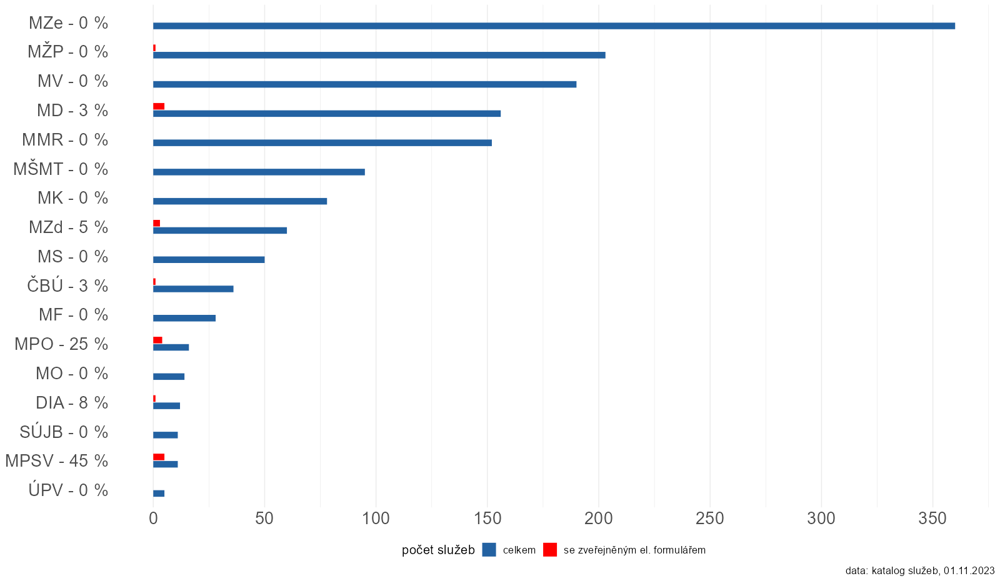 MZe - 0 %
MŽP - 0 %
MV - 0 %
MD - 3 %
MMR - 0 %
MŠMT - 0 %
MK - 0 %
MZd - 5 %
MS - 0 %
ČBÚ - 3 %
MF - 0 %
MPO - 25 %
MO - 0 %
DIA - 8 %
SÚJB - 0 %
MPSV - 45 %
ÚPV - 0 %
0 50 100 150 200 250 300 350
počet služeb celkem se zveřejněným el. formulářem
data: katalog služeb, 01.11.2023